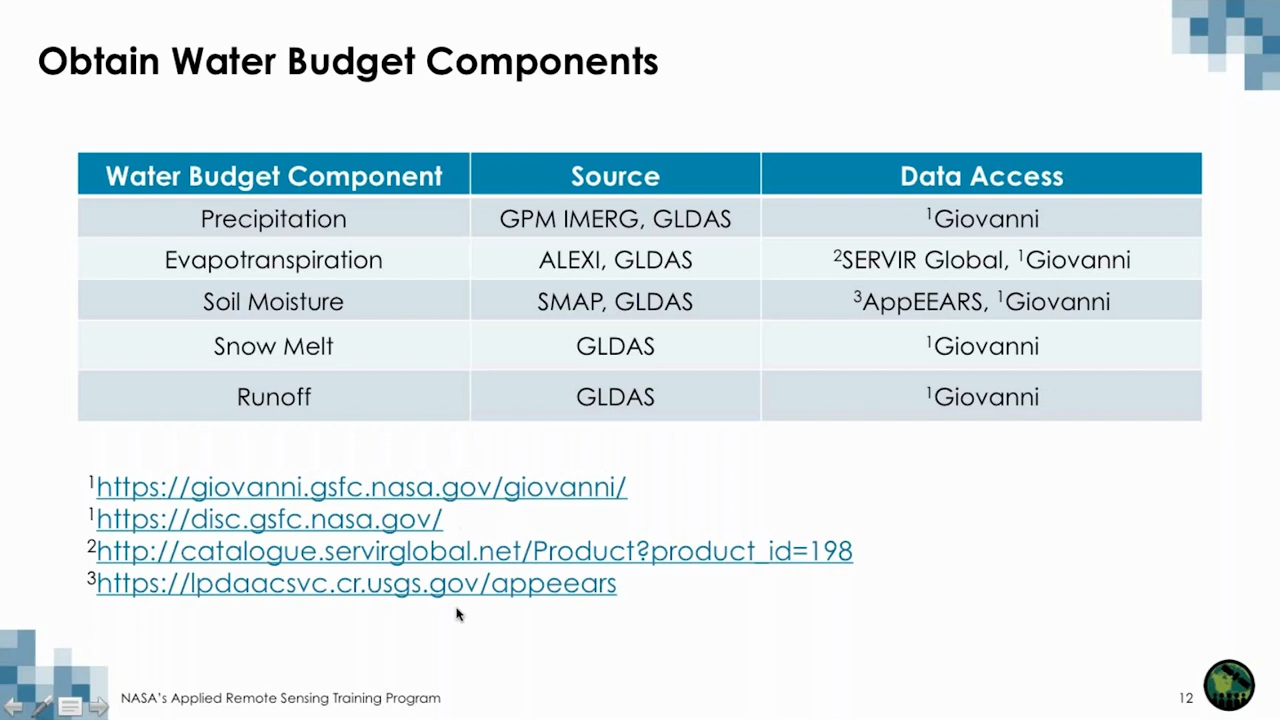 Obtain Water Budget Components
Water Budget Component Source Data Access
Precipitation GPM IMERG, GLDAS ¹Giovanni
Evapotranspiration ALEXI, GLDAS ²SERVIR Global, ¹Giovanni
Soil Moisture SMAP, GLDAS ³AppEEARS, ¹Giovanni
Snow Melt GLDAS ¹Giovanni
Runoff GLDAS ¹Giovanni
¹https://giovanni.gsfc.nasa.gov/giovanni/
¹https://disc.gsfc.nasa.gov/
²http://catalogue.servirglobal.net/Product?product_id=198
³https://lpdaacsvc.cr.usgs.gov/appeears
NASA's Applied Remote Sensing Training Program 12